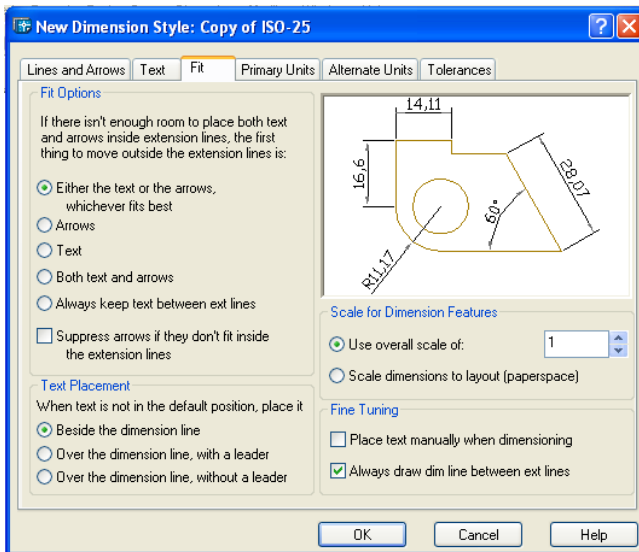 New Dimension Style: Copy of ISO-25
Lines and Arrows Text Fit Primary Units Alternate Units Tolerances
Fit Options
If there isn't enough room to place both text
and arrows inside extension lines, the first
thing to move outside the extension lines is:
Either the text or the arrows,
whichever fits best
Arrows
Text
Both text and arrows
Always keep text between ext lines
Suppress arrows if they don't fit inside
the extension lines
Text Placement
When text is not in the default position, place it
Beside the dimension line
Over the dimension line, with a leader
Over the dimension line, without a leader
14,11
16,6
28,07
60°
R11,17
Scale for Dimension Features
Use overall scale of: 1
Scale dimensions to layout (paperspace)
Fine Tuning
Place text manually when dimensioning
Always draw dim line between ext lines
OK Cancel Help